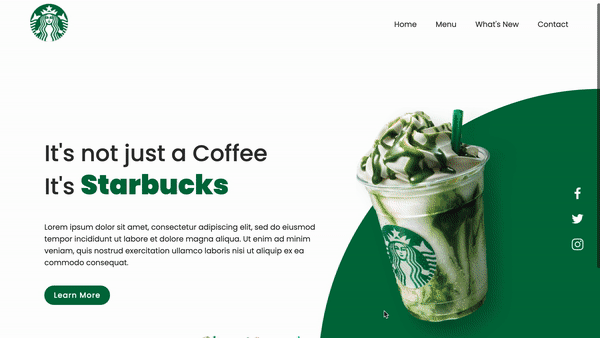 Home Menu What's New Contact
It's not just a Coffee
It's Starbucks
Lorem ipsum dolor sit amet, consectetur adipiscing elit, sed do eiusmod
tempor incididunt ut labore et dolore magna aliqua. Ut enim ad minim
veniam, quis nostrud exercitation ullamco laboris nisi ut aliquip ex ea
commodo consequat.
Learn More